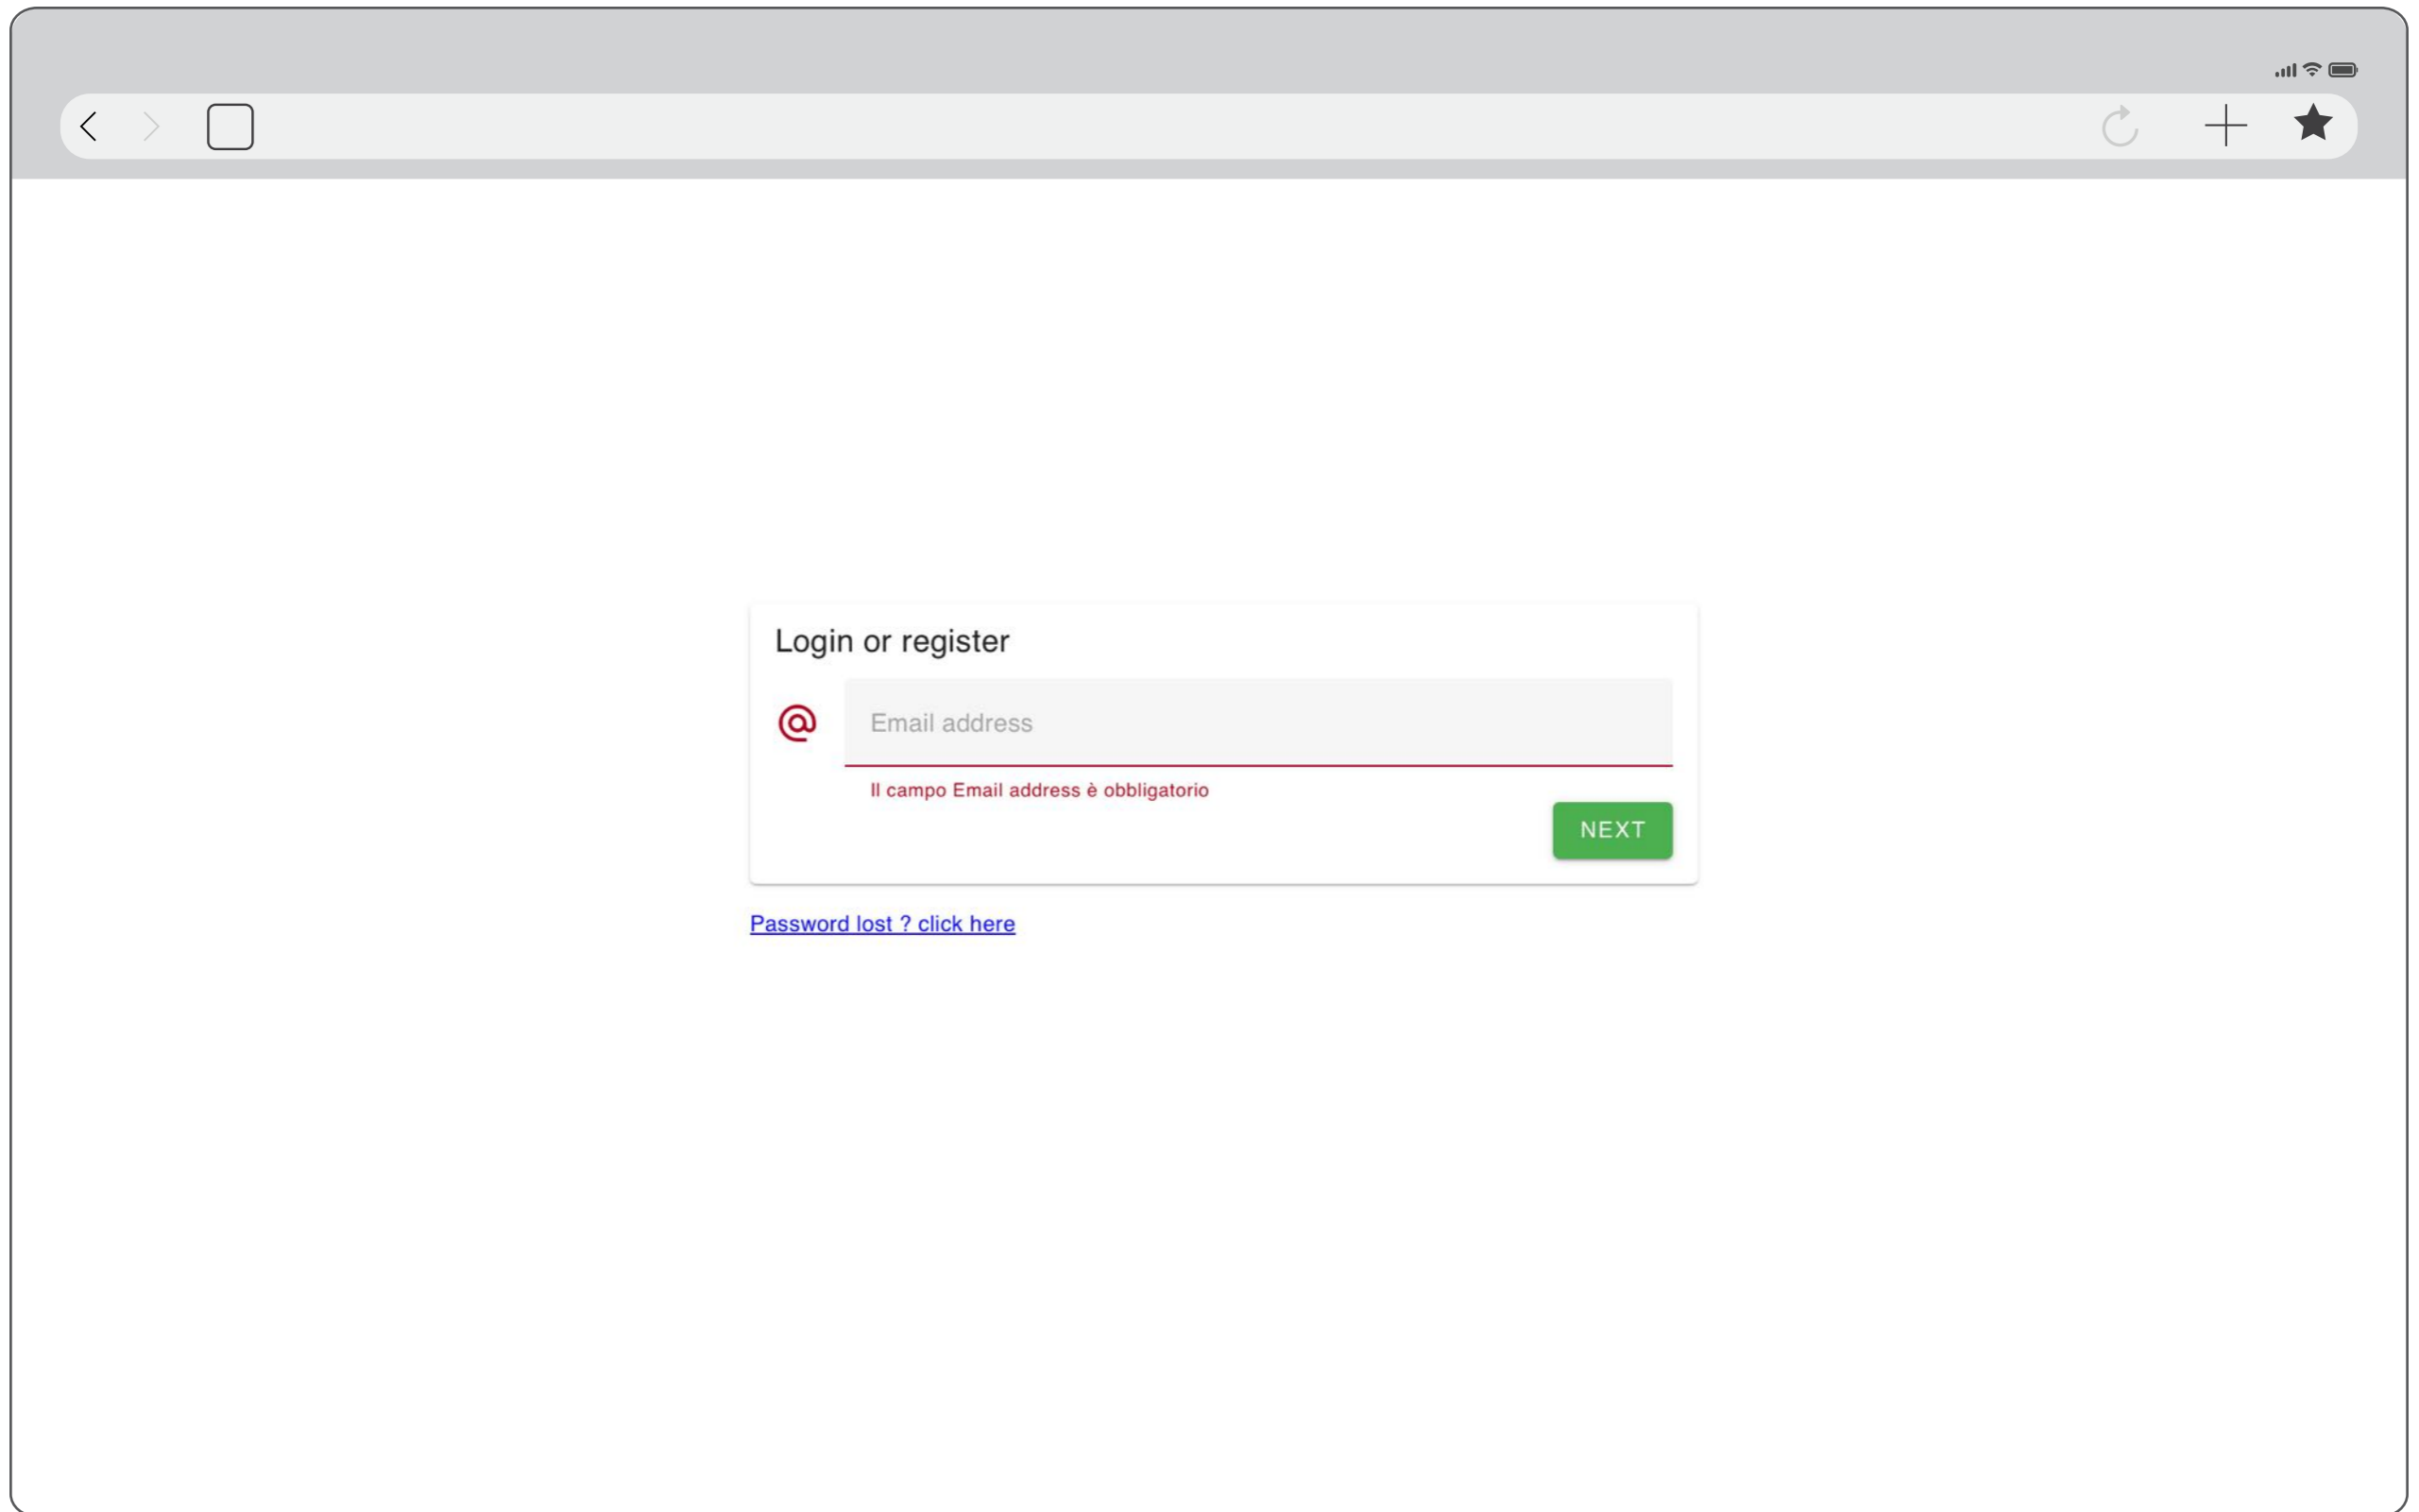 Login or register
Email address
Il campo Email address è obbligatorio
NEXT
Password lost ? click here